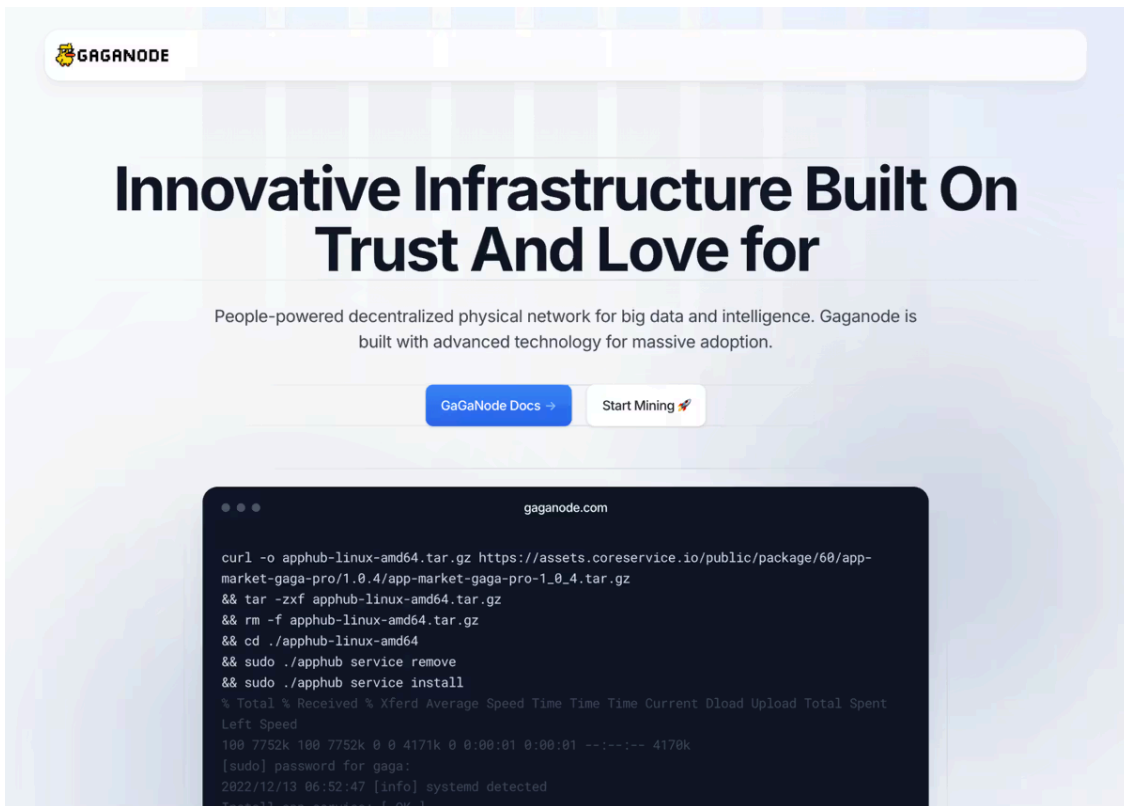 GAGANODE
Innovative Infrastructure Built On
Trust And Love for
People-powered decentralized physical network for big data and intelligence. Gaganode is
built with advanced technology for massive adoption.
GaGaNode Docs →
Start Mining 🚀
gaganode.com
curl -o apphub-linux-amd64.tar.gz https://assets.coreservice.io/public/package/60/app-
market-gaga-pro/1.0.4/app-market-gaga-pro-1_0_4.tar.gz
&& tar -zxf apphub-linux-amd64.tar.gz
&& rm -f apphub-linux-amd64.tar.gz
&& cd ./apphub-linux-amd64
&& sudo ./apphub service remove
&& sudo ./apphub service install
% Total % Received % Xferd Average Speed Time Time Time Current Dload Upload Total Spent
Left Speed
100 7752k 100 7752k 0 0 4171k 0 0:00:01 0:00:01 --:--:-- 4170k
[sudo] password for gaga:
2022/12/13 06:52:47 [info] systemd detected